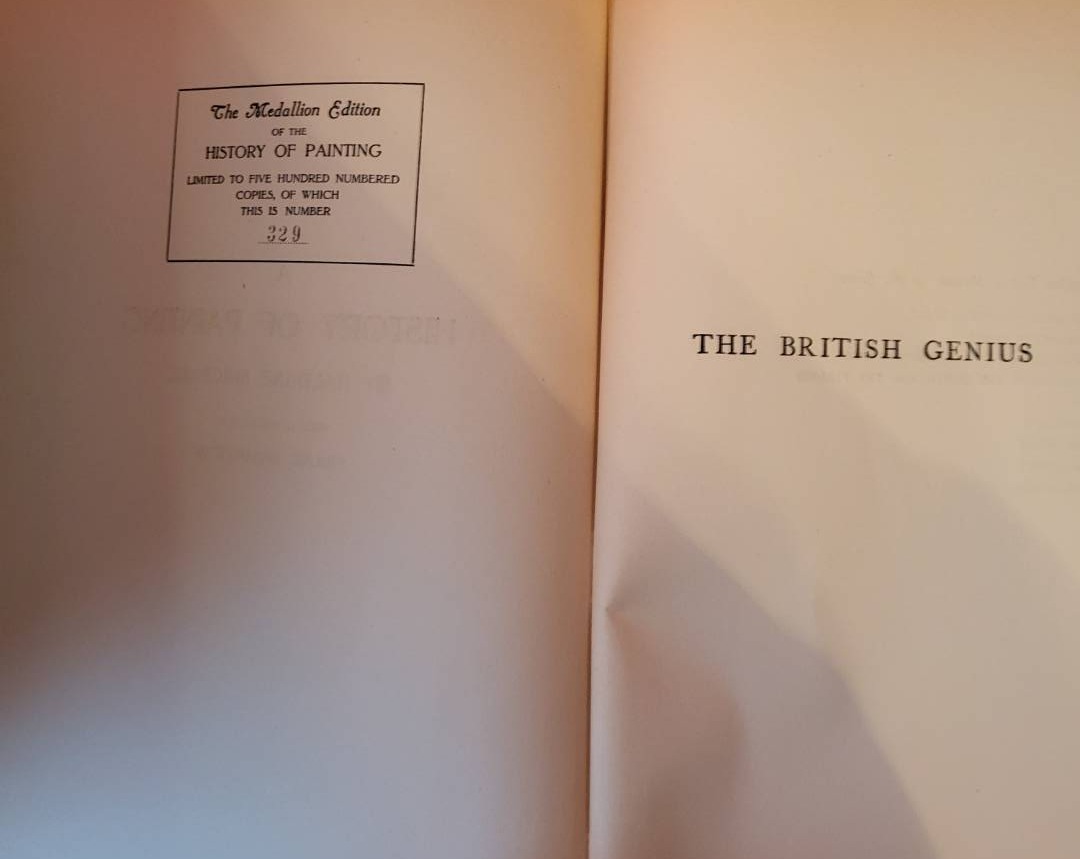 The Medallion Edition
OF THE
HISTORY OF PAINTING
LIMITED TO FIVE HUNDRED NUMBERED
COPIES, OF WHICH
THIS IS NUMBER
329
THE BRITISH GENIUS